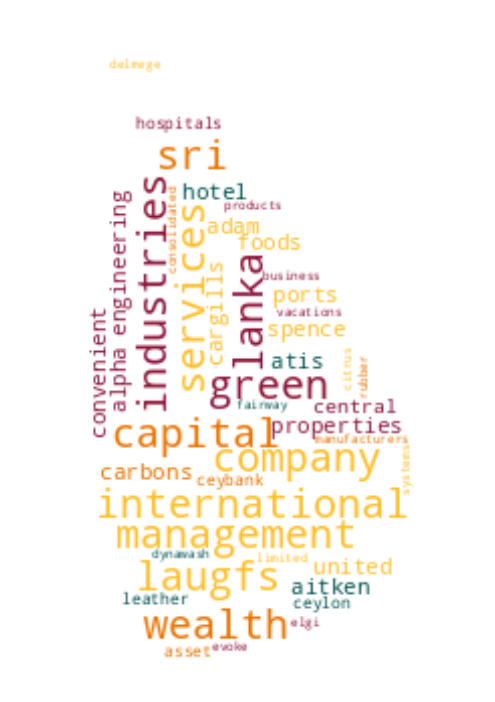 delmege
hospitals
sri
hotel
products
industries
consolidated
services
adam
foods
alpha engineering
convenient
cargills
lanka
business
ports
vacations
spence
atis
citrus
rubber
green
fairway
central
properties
capital
manufacturers
company
carbons
ceybank
systems
international
management
dynawash
limited
laugfs
united
aitken
leather
ceylon
wealth
elgi
asset
evoke